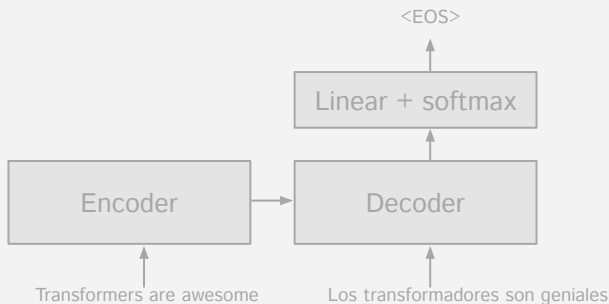 <EOS>
Linear + softmax
Encoder
Decoder
Transformers are awesome
Los transformadores son geniales